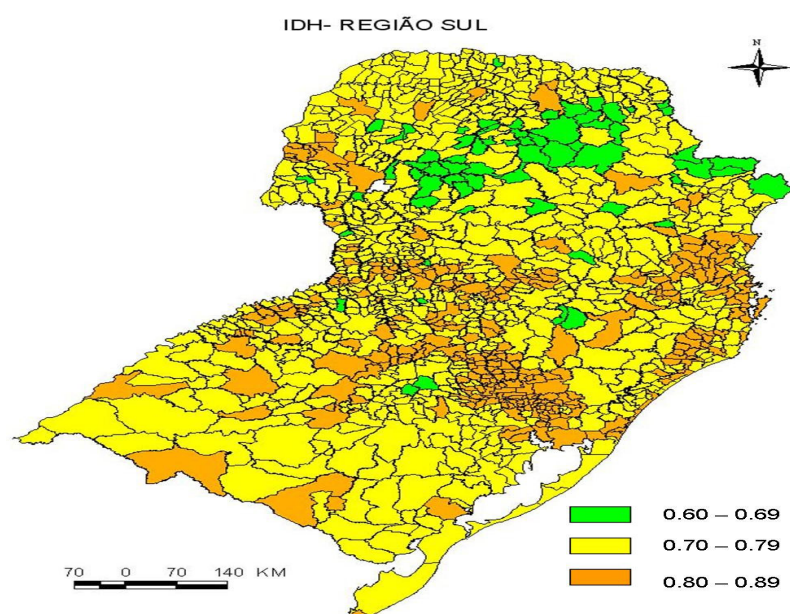 IDH- REGIÃO SUL
N
0.60 – 0.69
0.70 – 0.79
0.80 – 0.89
70 0 70 140 KM